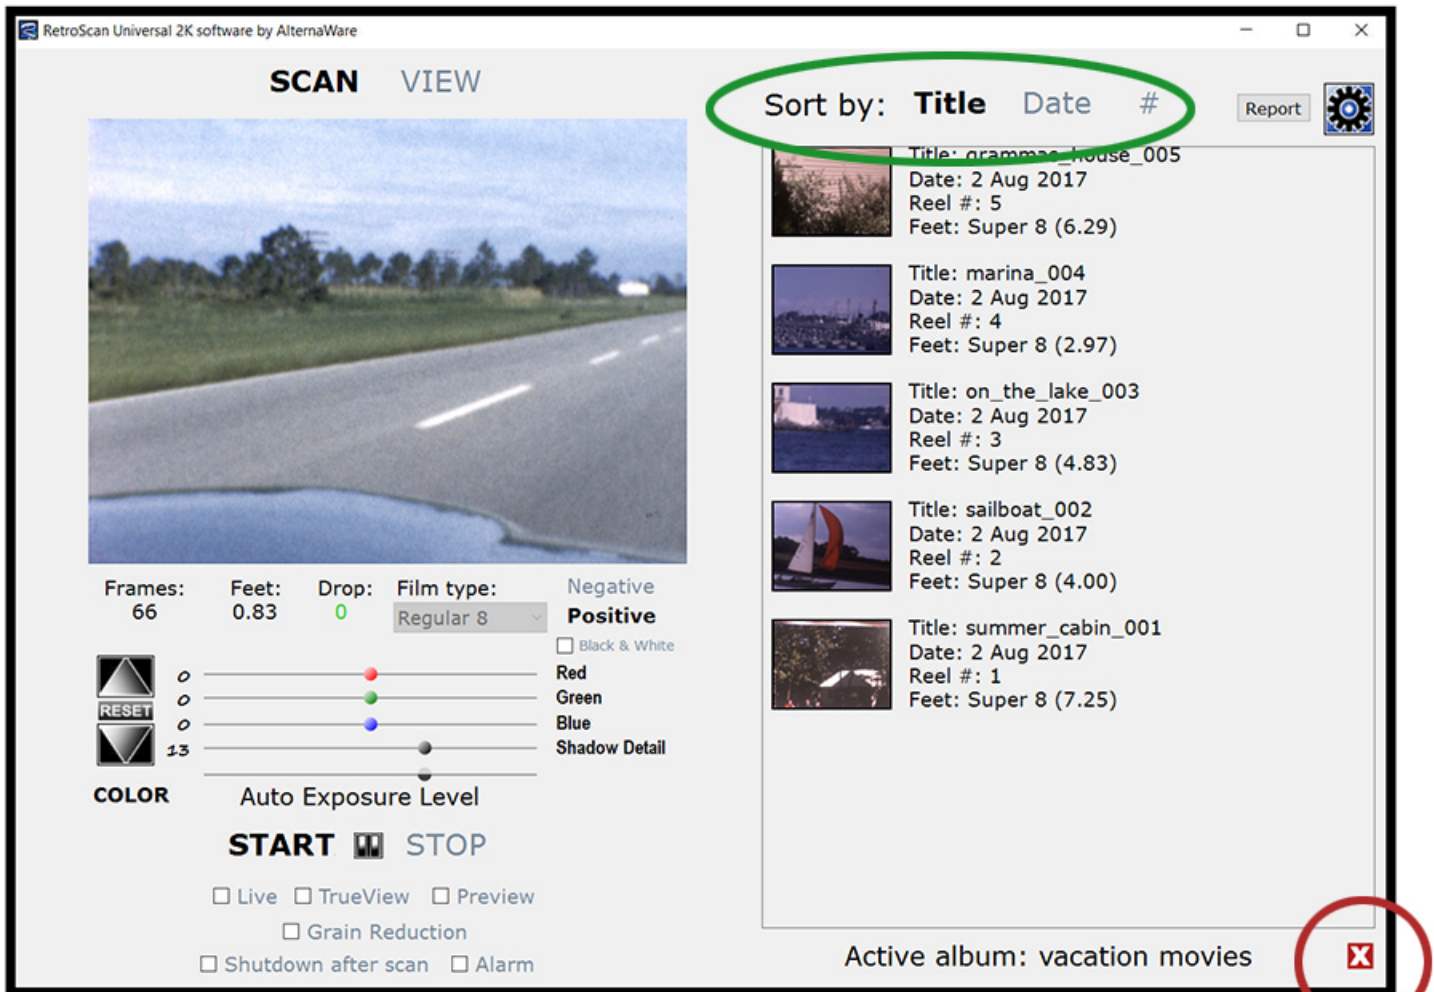 RetroScan Universal 2K software by AlternaWare
SCAN VIEW
Sort by: Title Date # Report
Title: grammas_house_005
Date: 2 Aug 2017
Reel #: 5
Feet: Super 8 (6.29)
Title: marina_004
Date: 2 Aug 2017
Reel #: 4
Feet: Super 8 (2.97)
Title: on_the_lake_003
Date: 2 Aug 2017
Reel #: 3
Feet: Super 8 (4.83)
Title: sailboat_002
Date: 2 Aug 2017
Reel #: 2
Feet: Super 8 (4.00)
Title: summer_cabin_001
Date: 2 Aug 2017
Reel #: 1
Feet: Super 8 (7.25)
Frames: Feet: Drop: Film type: Negative
66 0.83 0 Regular 8 Positive
Black & White
0 Red
RESET 0 Green
0 Blue
13 Shadow Detail
COLOR Auto Exposure Level
START STOP
Live TrueView Preview
Grain Reduction
Shutdown after scan Alarm
Active album: vacation movies X